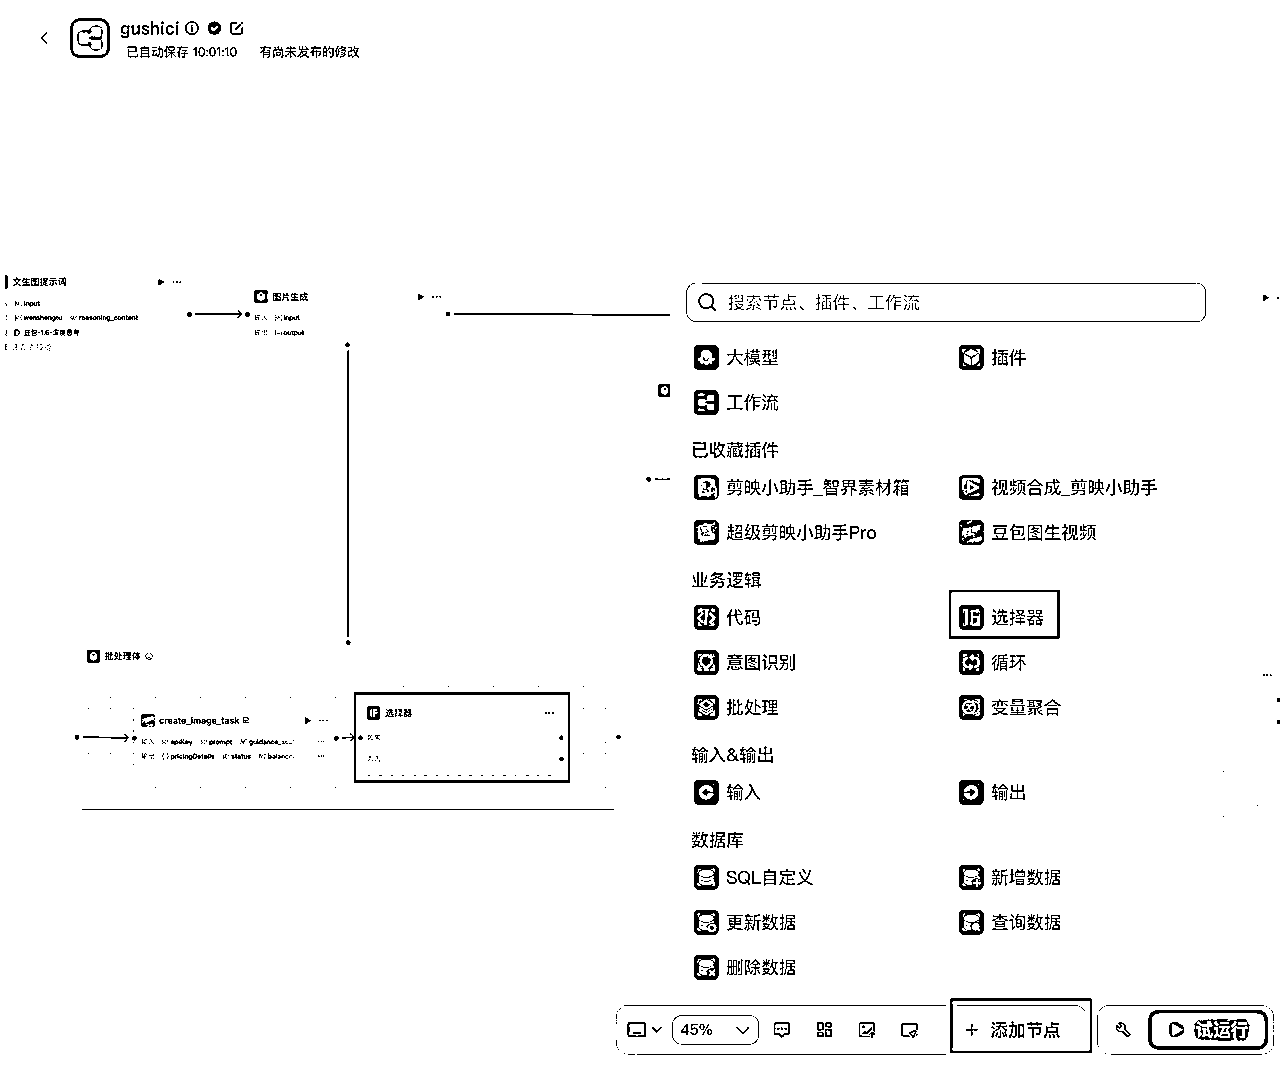 gushici
已自动保存 10:01:10 有尚未发布的修改
文生图提示词
input
wenshengtu reasoning_content
豆包·1.6·深度思考
图片生成
输入 input
输出 output
搜索节点、插件、工作流
大模型 插件
工作流
已收藏插件
剪映小助手_智界素材箱 视频合成_剪映小助手
超级剪映小助手Pro 豆包图生视频
业务逻辑
代码 选择器
意图识别 循环
批处理 变量聚合
输入&输出
输入 输出
数据库
SQL自定义 新增数据
更新数据 查询数据
删除数据
批处理体
create_image_task
输入 apiKey prompt guidance_sc...
输出 pricingDetails status balance
选择器
如果
否则
45% 添加节点 试运行